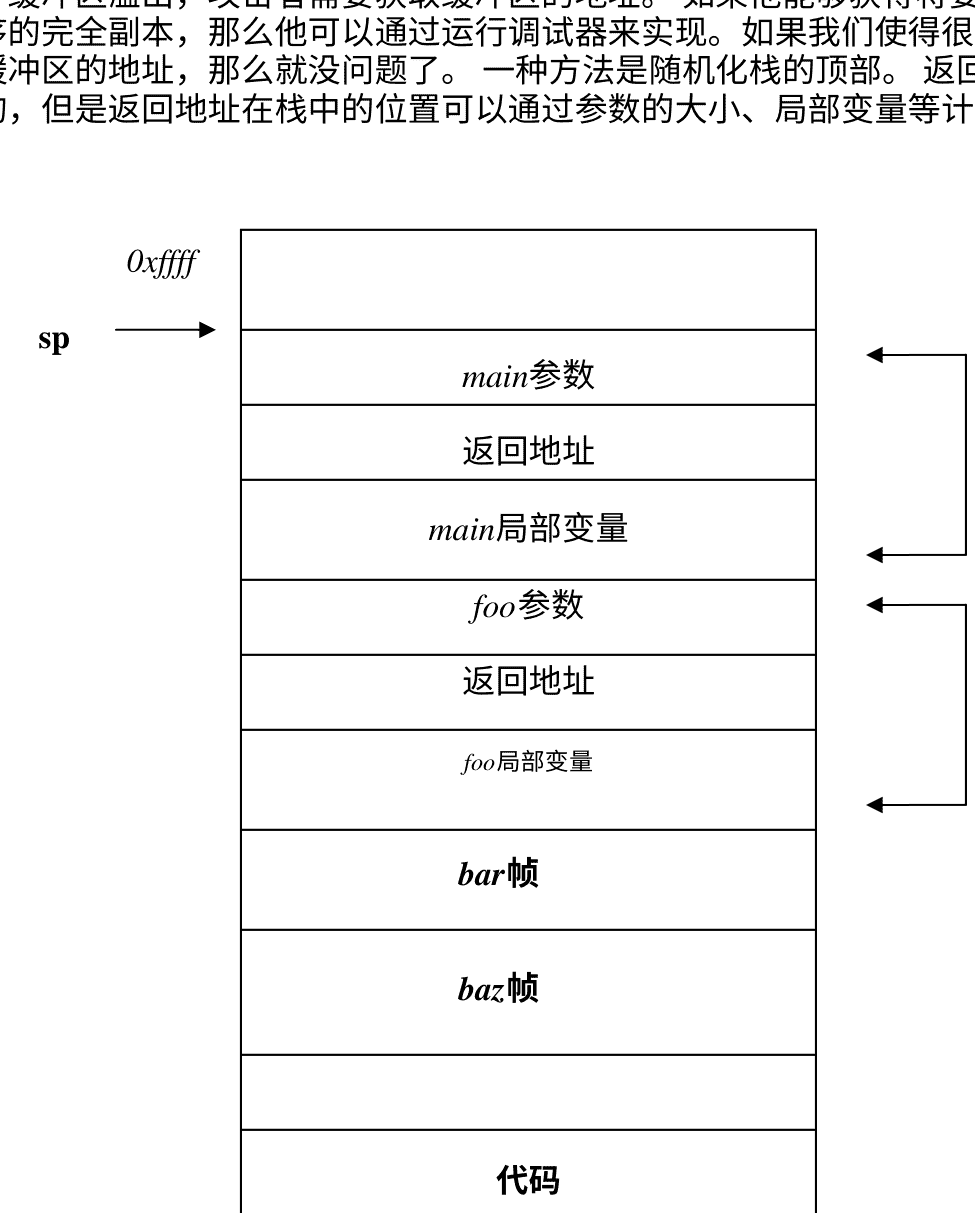 缓冲区溢出，攻击者需要获取缓冲区的地址。 如果他能够获得将要
的完全副本，那么他可以通过运行调试器来实现。如果我们使得很
缓冲区的地址，那么就没问题了。 一种方法是随机化栈的顶部。 返回
，但是返回地址在栈中的位置可以通过参数的大小、局部变量等计
0xffff
sp
main参数
返回地址
main局部变量
foo参数
返回地址
foo局部变量
bar帧
baz帧
代码